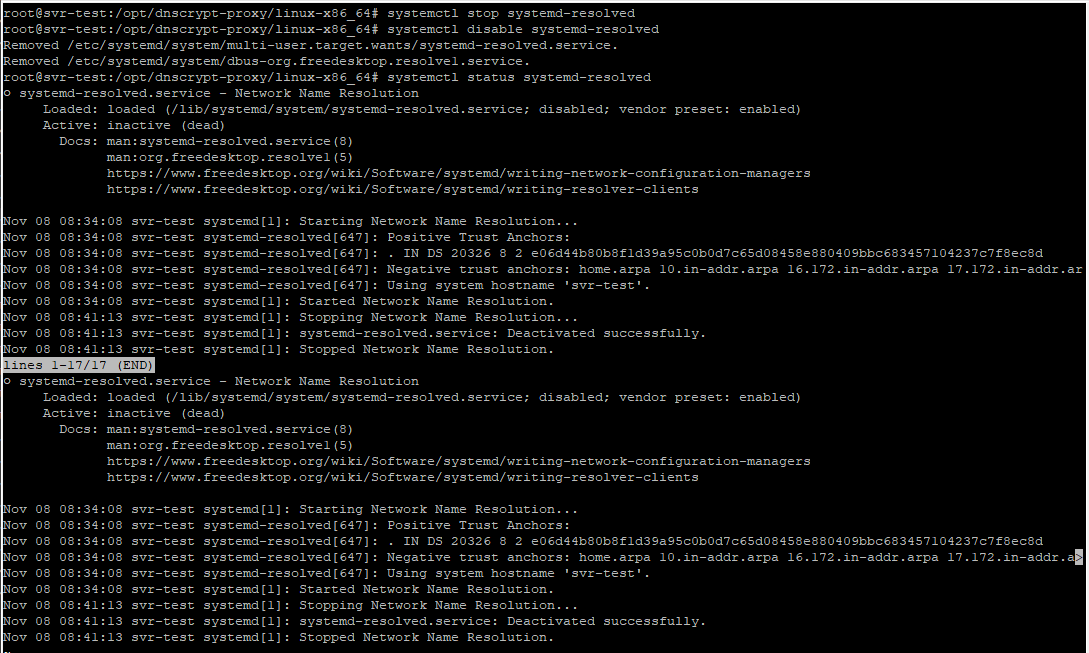 root@svr-test:/opt/dnscrypt-proxy/linux-x86_64# systemctl stop systemd-resolved
root@svr-test:/opt/dnscrypt-proxy/linux-x86_64# systemctl disable systemd-resolved
Removed /etc/systemd/system/multi-user.target.wants/systemd-resolved.service.
Removed /etc/systemd/system/dbus-org.freedesktop.resolve1.service.
root@svr-test:/opt/dnscrypt-proxy/linux-x86_64# systemctl status systemd-resolved
○ systemd-resolved.service - Network Name Resolution
     Loaded: loaded (/lib/systemd/system/systemd-resolved.service; disabled; vendor preset: enabled)
     Active: inactive (dead)
       Docs: man:systemd-resolved.service(8)
             man:org.freedesktop.resolve1(5)
             https://www.freedesktop.org/wiki/Software/systemd/writing-network-configuration-managers
             https://www.freedesktop.org/wiki/Software/systemd/writing-resolver-clients

Nov 08 08:34:08 svr-test systemd[1]: Starting Network Name Resolution...
Nov 08 08:34:08 svr-test systemd-resolved[647]: Positive Trust Anchors:
Nov 08 08:34:08 svr-test systemd-resolved[647]: . IN DS 20326 8 2 e06d44b80b8f1d39a95c0b0d7c65d08458e880409bbc683457104237c7f8ec8d
Nov 08 08:34:08 svr-test systemd-resolved[647]: Negative trust anchors: home.arpa 10.in-addr.arpa 16.172.in-addr.arpa 17.172.in-addr.ar
Nov 08 08:34:08 svr-test systemd-resolved[647]: Using system hostname 'svr-test'.
Nov 08 08:34:08 svr-test systemd[1]: Started Network Name Resolution.
Nov 08 08:41:13 svr-test systemd[1]: Stopping Network Name Resolution...
Nov 08 08:41:13 svr-test systemd[1]: systemd-resolved.service: Deactivated successfully.
Nov 08 08:41:13 svr-test systemd[1]: Stopped Network Name Resolution.
lines 1-17/17 (END)
○ systemd-resolved.service - Network Name Resolution
     Loaded: loaded (/lib/systemd/system/systemd-resolved.service; disabled; vendor preset: enabled)
     Active: inactive (dead)
       Docs: man:systemd-resolved.service(8)
             man:org.freedesktop.resolve1(5)
             https://www.freedesktop.org/wiki/Software/systemd/writing-network-configuration-managers
             https://www.freedesktop.org/wiki/Software/systemd/writing-resolver-clients

Nov 08 08:34:08 svr-test systemd[1]: Starting Network Name Resolution...
Nov 08 08:34:08 svr-test systemd-resolved[647]: Positive Trust Anchors:
Nov 08 08:34:08 svr-test systemd-resolved[647]: . IN DS 20326 8 2 e06d44b80b8f1d39a95c0b0d7c65d08458e880409bbc683457104237c7f8ec8d
Nov 08 08:34:08 svr-test systemd-resolved[647]: Negative trust anchors: home.arpa 10.in-addr.arpa 16.172.in-addr.arpa 17.172.in-addr.a>
Nov 08 08:34:08 svr-test systemd-resolved[647]: Using system hostname 'svr-test'.
Nov 08 08:34:08 svr-test systemd[1]: Started Network Name Resolution.
Nov 08 08:41:13 svr-test systemd[1]: Stopping Network Name Resolution...
Nov 08 08:41:13 svr-test systemd[1]: systemd-resolved.service: Deactivated successfully.
Nov 08 08:41:13 svr-test systemd[1]: Stopped Network Name Resolution.